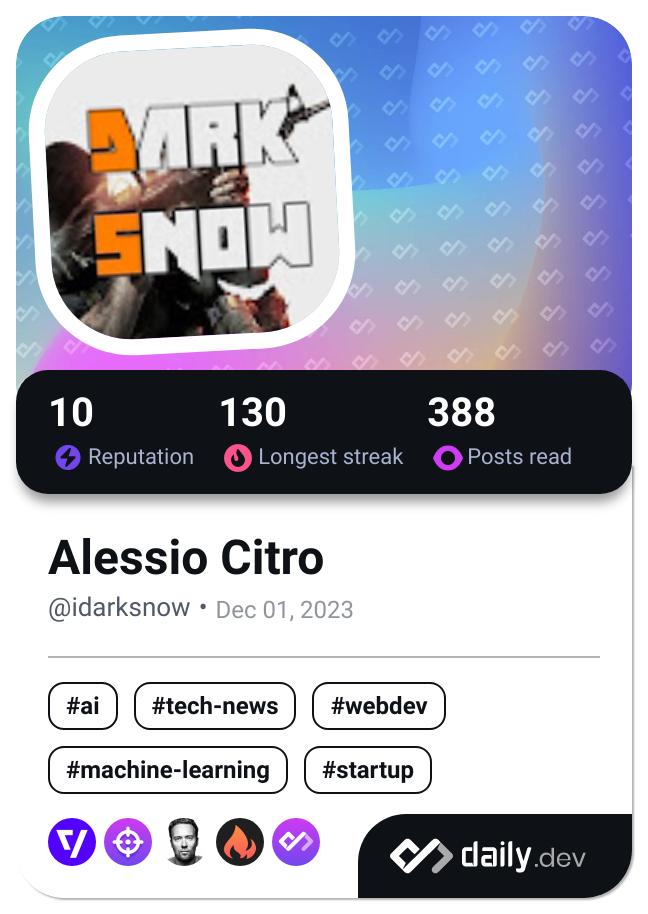 DARK
SNOW
10 130 388
Reputation Longest streak Posts read
Alessio Citro
@idarksnow • Dec 01, 2023
#ai #tech-news #webdev
#machine-learning #startup
daily.dev